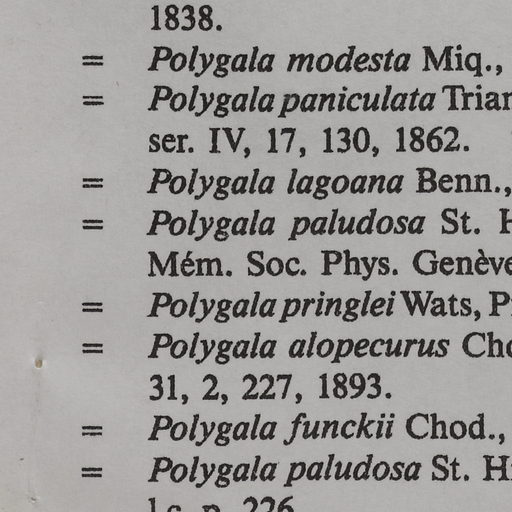 1838.
= Polygala modesta Miq.,
= Polygala paniculata Trian
ser. IV, 17, 130, 1862.
= Polygala lagoana Benn.,
= Polygala paludosa St. H
Mém. Soc. Phys. Genève
= Polygala pringlei Wats, P
= Polygala alopecurus Cho
31, 2, 227, 1893.
= Polygala funckii Chod.,
= Polygala paludosa St. H
l.c. p. 226